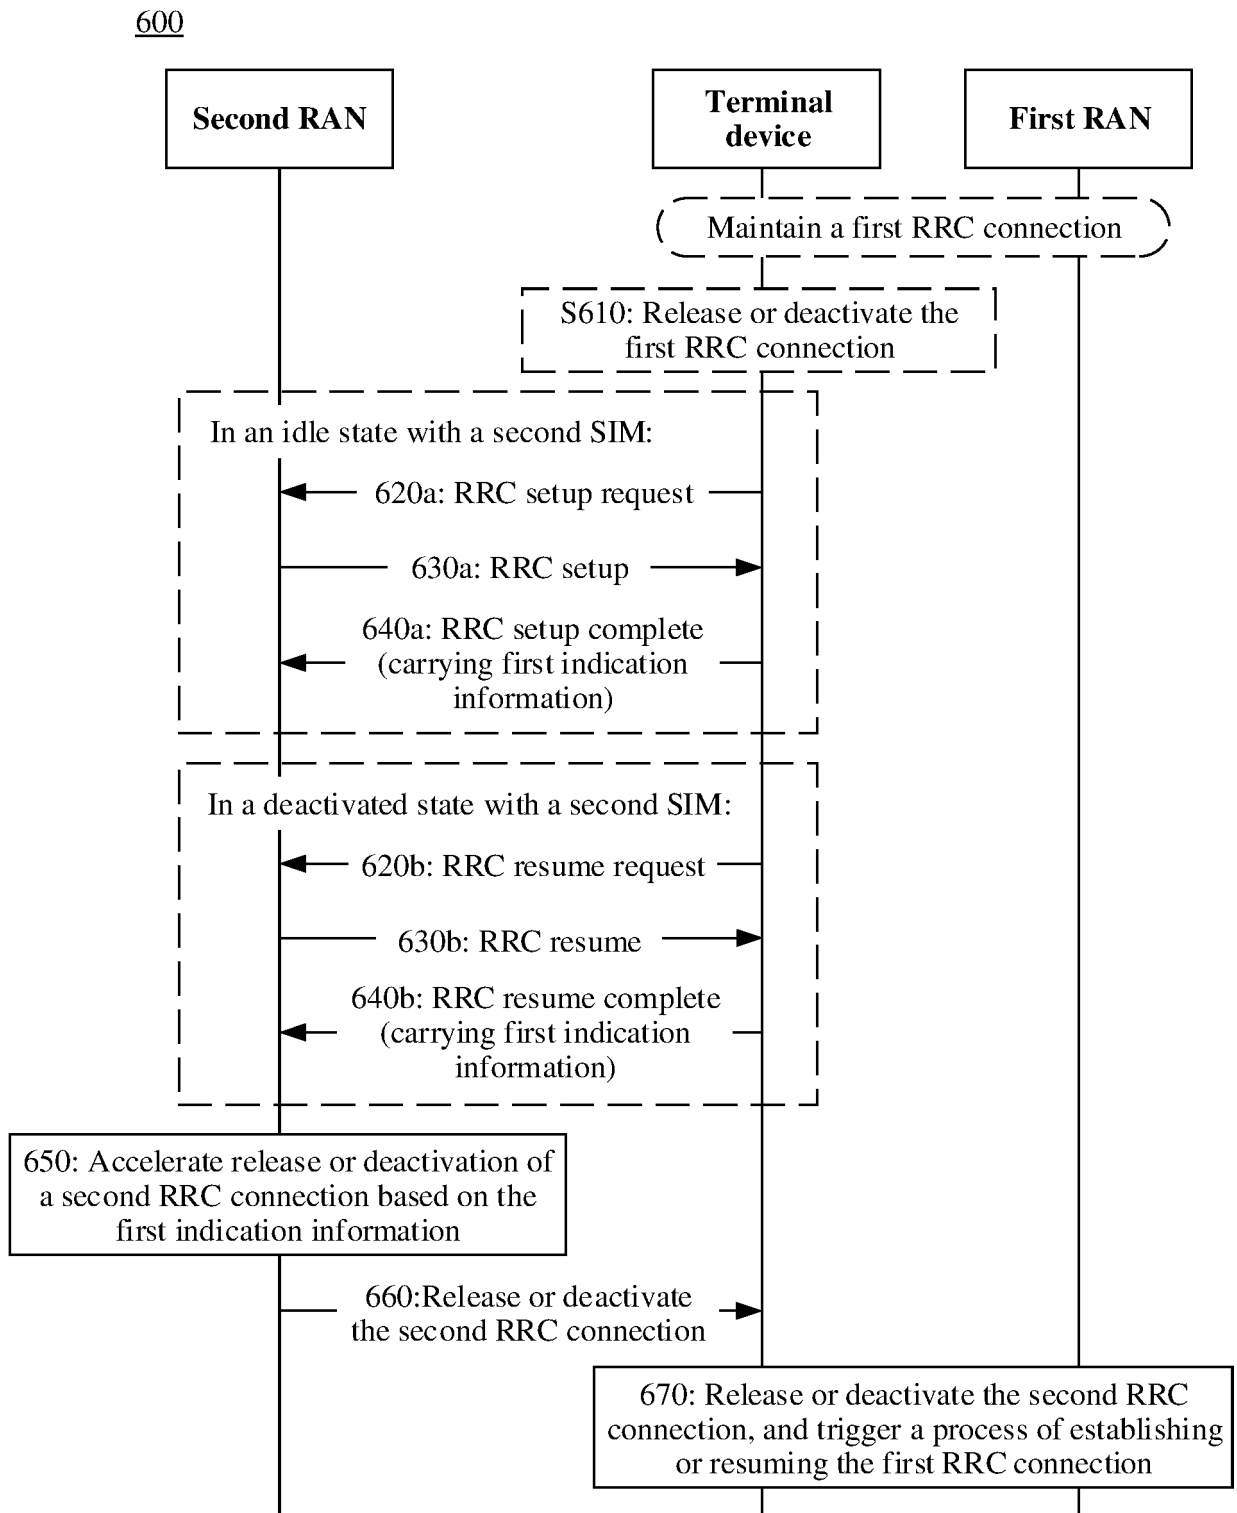 600
Second RAN
Terminal
device
First RAN
Maintain a first RRC connection
S610: Release or deactivate the
first RRC connection
In an idle state with a second SIM:
620a: RRC setup request
630a: RRC setup
640a: RRC setup complete
(carrying first indication
information)
In a deactivated state with a second SIM:
620b: RRC resume request
630b: RRC resume
640b: RRC resume complete
(carrying first indication
information)
650: Accelerate release or deactivation of
a second RRC connection based on the
first indication information
660:Release or deactivate
the second RRC connection
670: Release or deactivate the second RRC
connection, and trigger a process of establishing
or resuming the first RRC connection